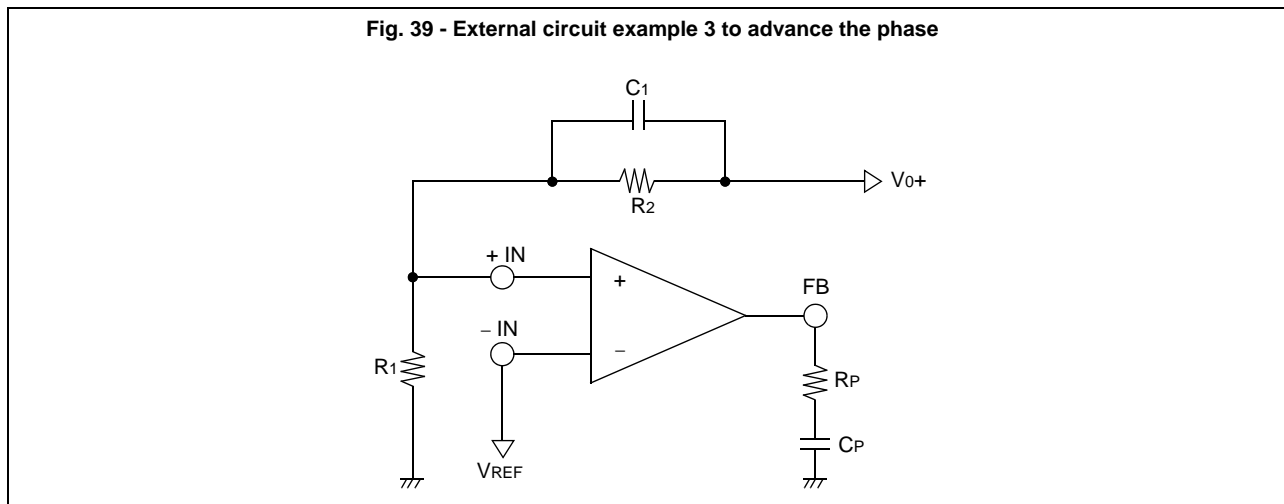 Fig. 39 - External circuit example 3 to advance the phase
C1
V0+
R2
+ IN
+
FB
− IN
−
R1
RP
CP
VREF